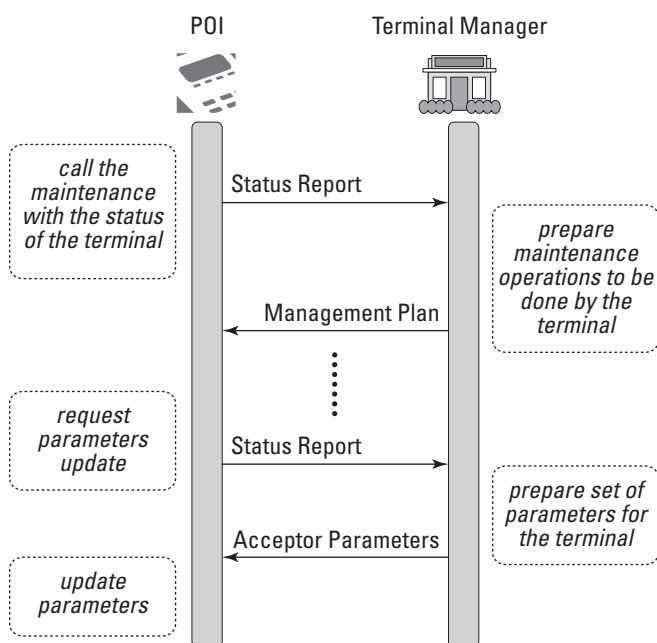 POI
Terminal Manager
call the
maintenance
with the status
of the terminal
Status Report
prepare
maintenance
operations to be
done by the
terminal
Management Plan
request
parameters
update
Status Report
prepare set of
parameters for
the terminal
Acceptor Parameters
update
parameters